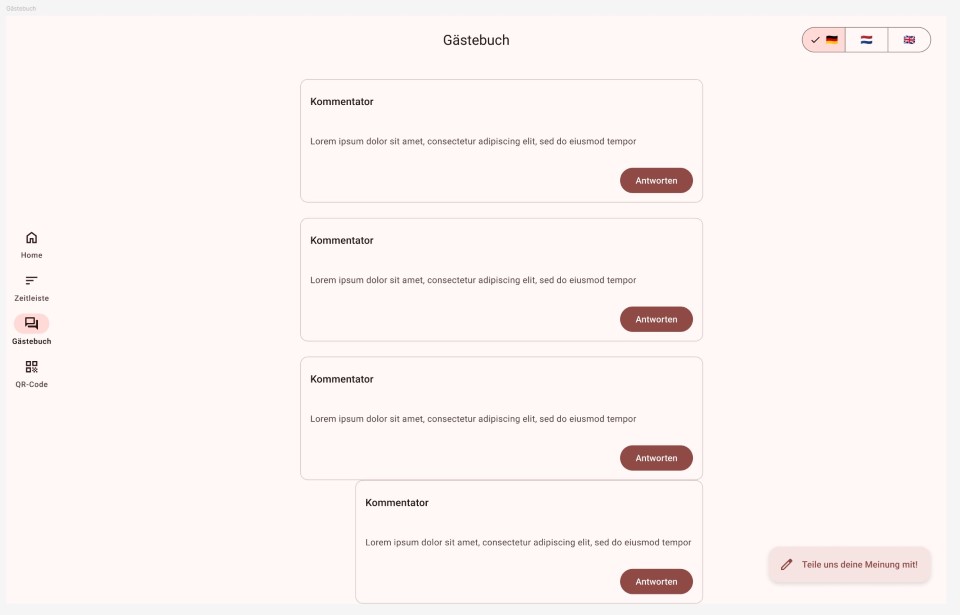 Gästebuch
Gästebuch
Kommentator
Lorem ipsum dolor sit amet, consectetur adipiscing elit, sed do eiusmod tempor
Antworten
Kommentator
Lorem ipsum dolor sit amet, consectetur adipiscing elit, sed do eiusmod tempor
Antworten
Home
Zeitleiste
Gästebuch
QR-Code
Kommentator
Lorem ipsum dolor sit amet, consectetur adipiscing elit, sed do eiusmod tempor
Antworten
Kommentator
Lorem ipsum dolor sit amet, consectetur adipiscing elit, sed do eiusmod tempor
Antworten
Teile uns deine Meinung mit!